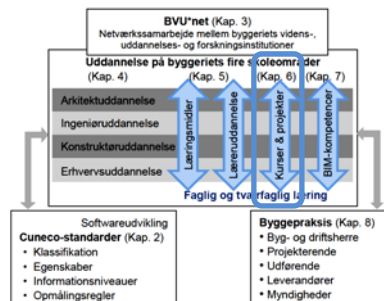 BVU*net (Kap. 3)
Netværkssamarbejde mellem byggeriets videns-,
uddannelses- og forskningsinstitutioner
Uddannelse på byggeriets fire skoleområder
(Kap. 4) (Kap. 5) (Kap. 6) (Kap. 7)
Arkitektuddannelse
Ingeniøruddannelse
Konstruktøruddannelse
Erhvervsuddannelse
Læringsmidler
Læreruddannelse
Kurser & projekter
BIM-kompetencer
Faglig og tværfaglig læring
Softwareudvikling
Cuneco-standarder (Kap. 2)
• Klassifikation
• Egenskaber
• Informationsniveauer
• Opmålingsregler
Byggepraksis (Kap. 8)
• Byg- og driftsherre
• Projekterende
• Udførende
• Leverandører
• Myndigheder